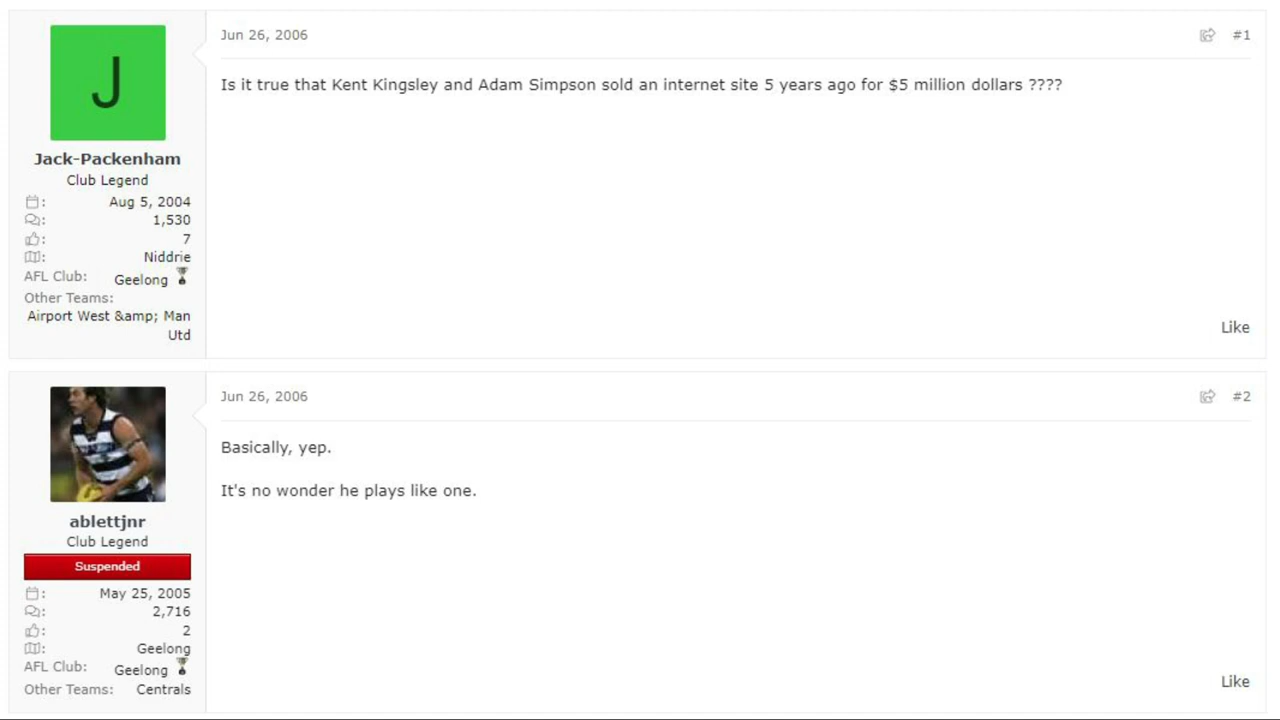 Jun 26, 2006
#1
J
Is it true that Kent Kingsley and Adam Simpson sold an internet site 5 years ago for $5 million dollars ????
Jack-Packenham
Club Legend
: Aug 5, 2004
: 1,530
: 7
: Niddrie
AFL Club: Geelong
Other Teams:
Airport West &amp; Man
Utd
Like
Jun 26, 2006
#2
Basically, yep.
It's no wonder he plays like one.
ablettjnr
Club Legend
Suspended
: May 25, 2005
: 2,716
: 2
: Geelong
AFL Club: Geelong
Other Teams: Centrals
Like